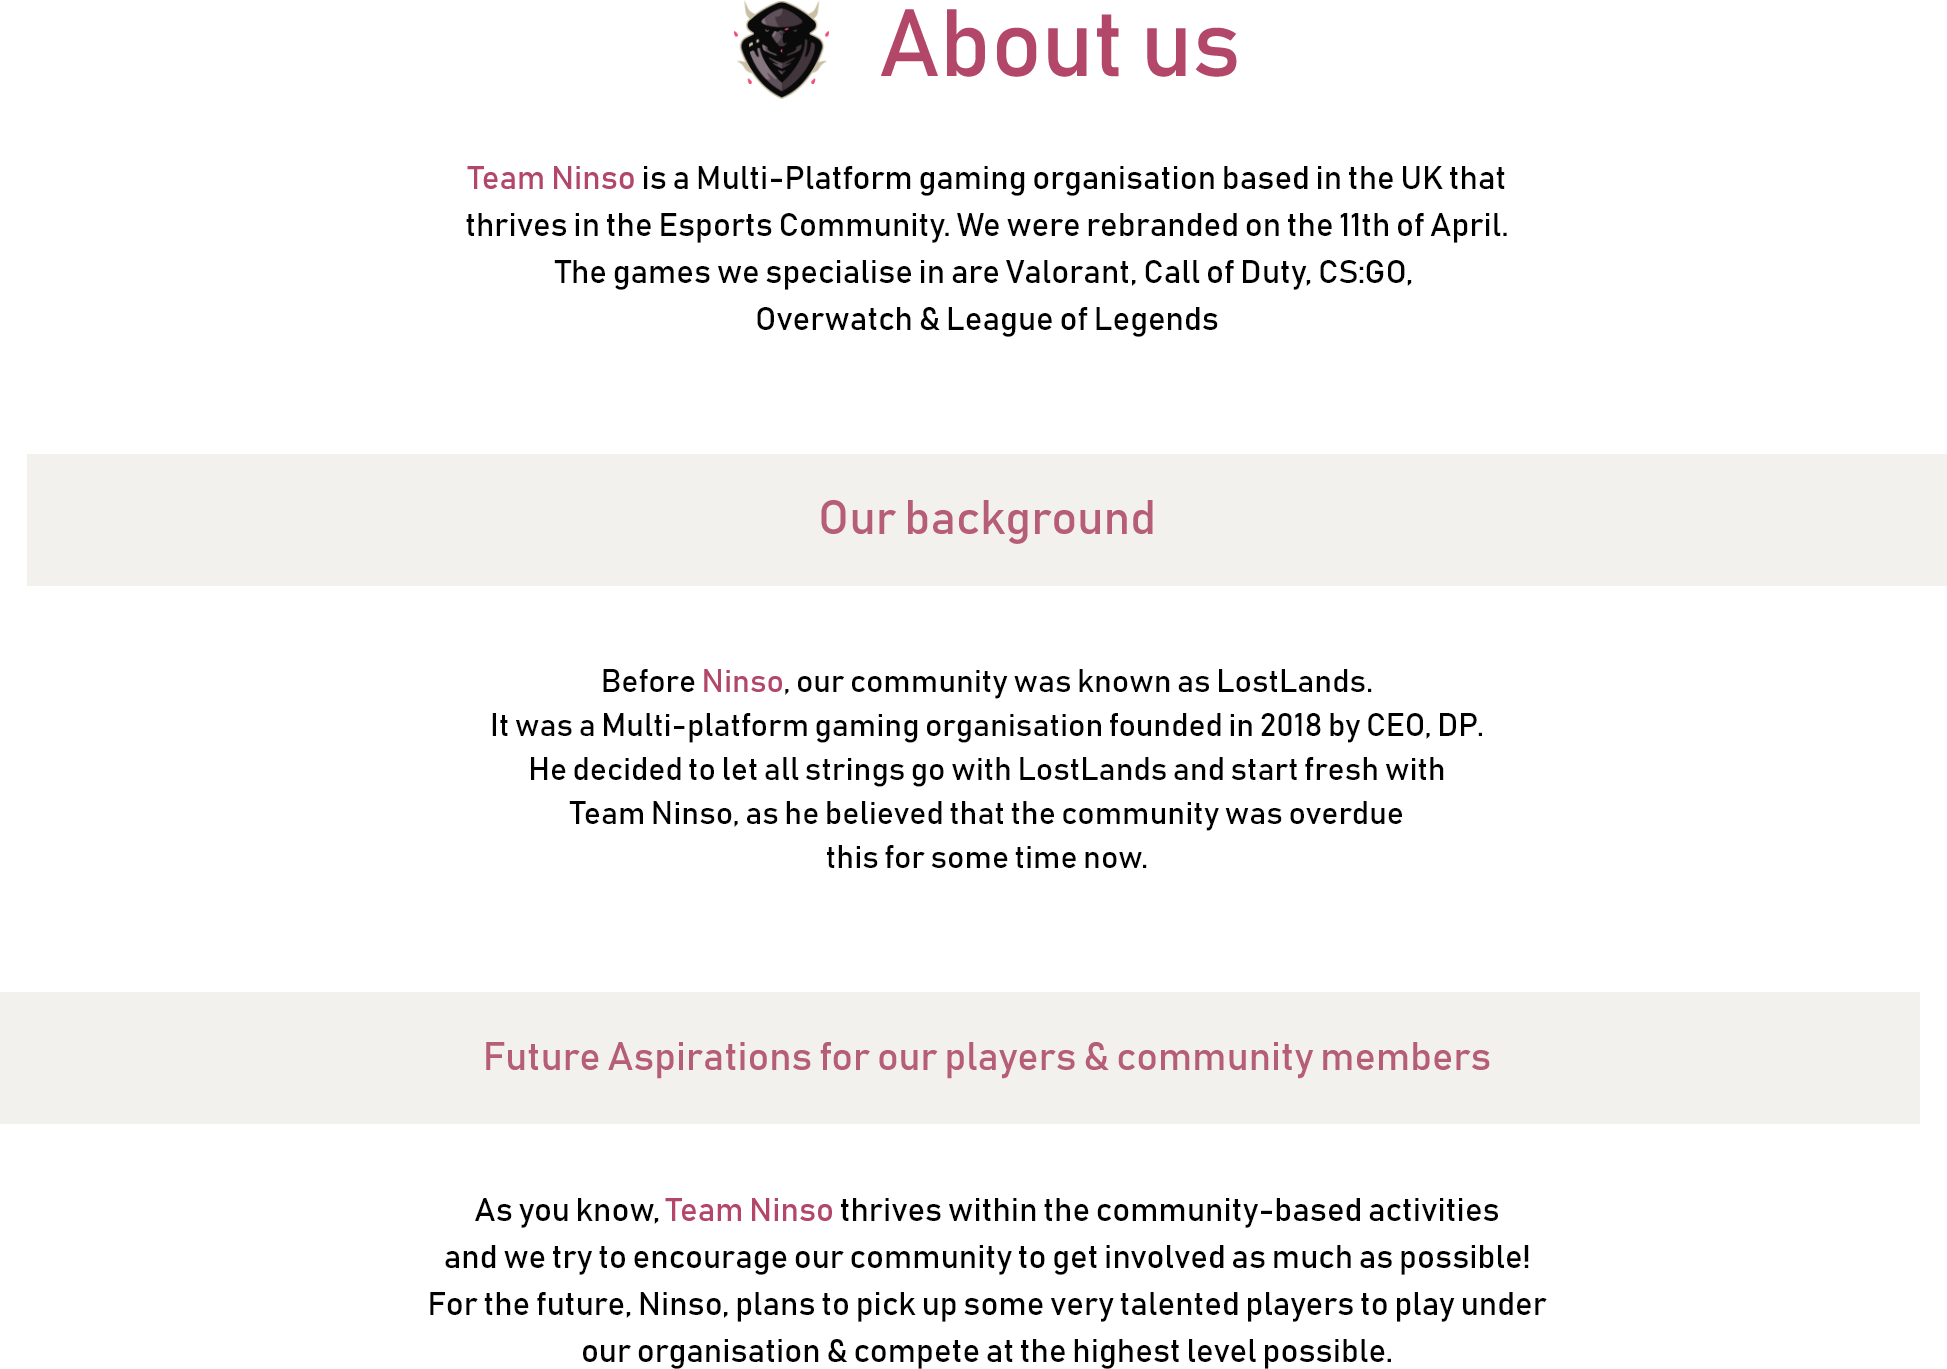 About us
Team Ninso is a Multi-Platform gaming organisation based in the UK that
thrives in the Esports Community. We were rebranded on the 11th of April.
The games we specialise in are Valorant, Call of Duty, CS:GO,
Overwatch & League of Legends
Our background
Before Ninso, our community was known as LostLands.
It was a Multi-platform gaming organisation founded in 2018 by CEO, DP.
He decided to let all strings go with LostLands and start fresh with
Team Ninso, as he believed that the community was overdue
this for some time now.
Future Aspirations for our players & community members
As you know, Team Ninso thrives within the community-based activities
and we try to encourage our community to get involved as much as possible!
For the future, Ninso, plans to pick up some very talented players to play under
our organisation & compete at the highest level possible.